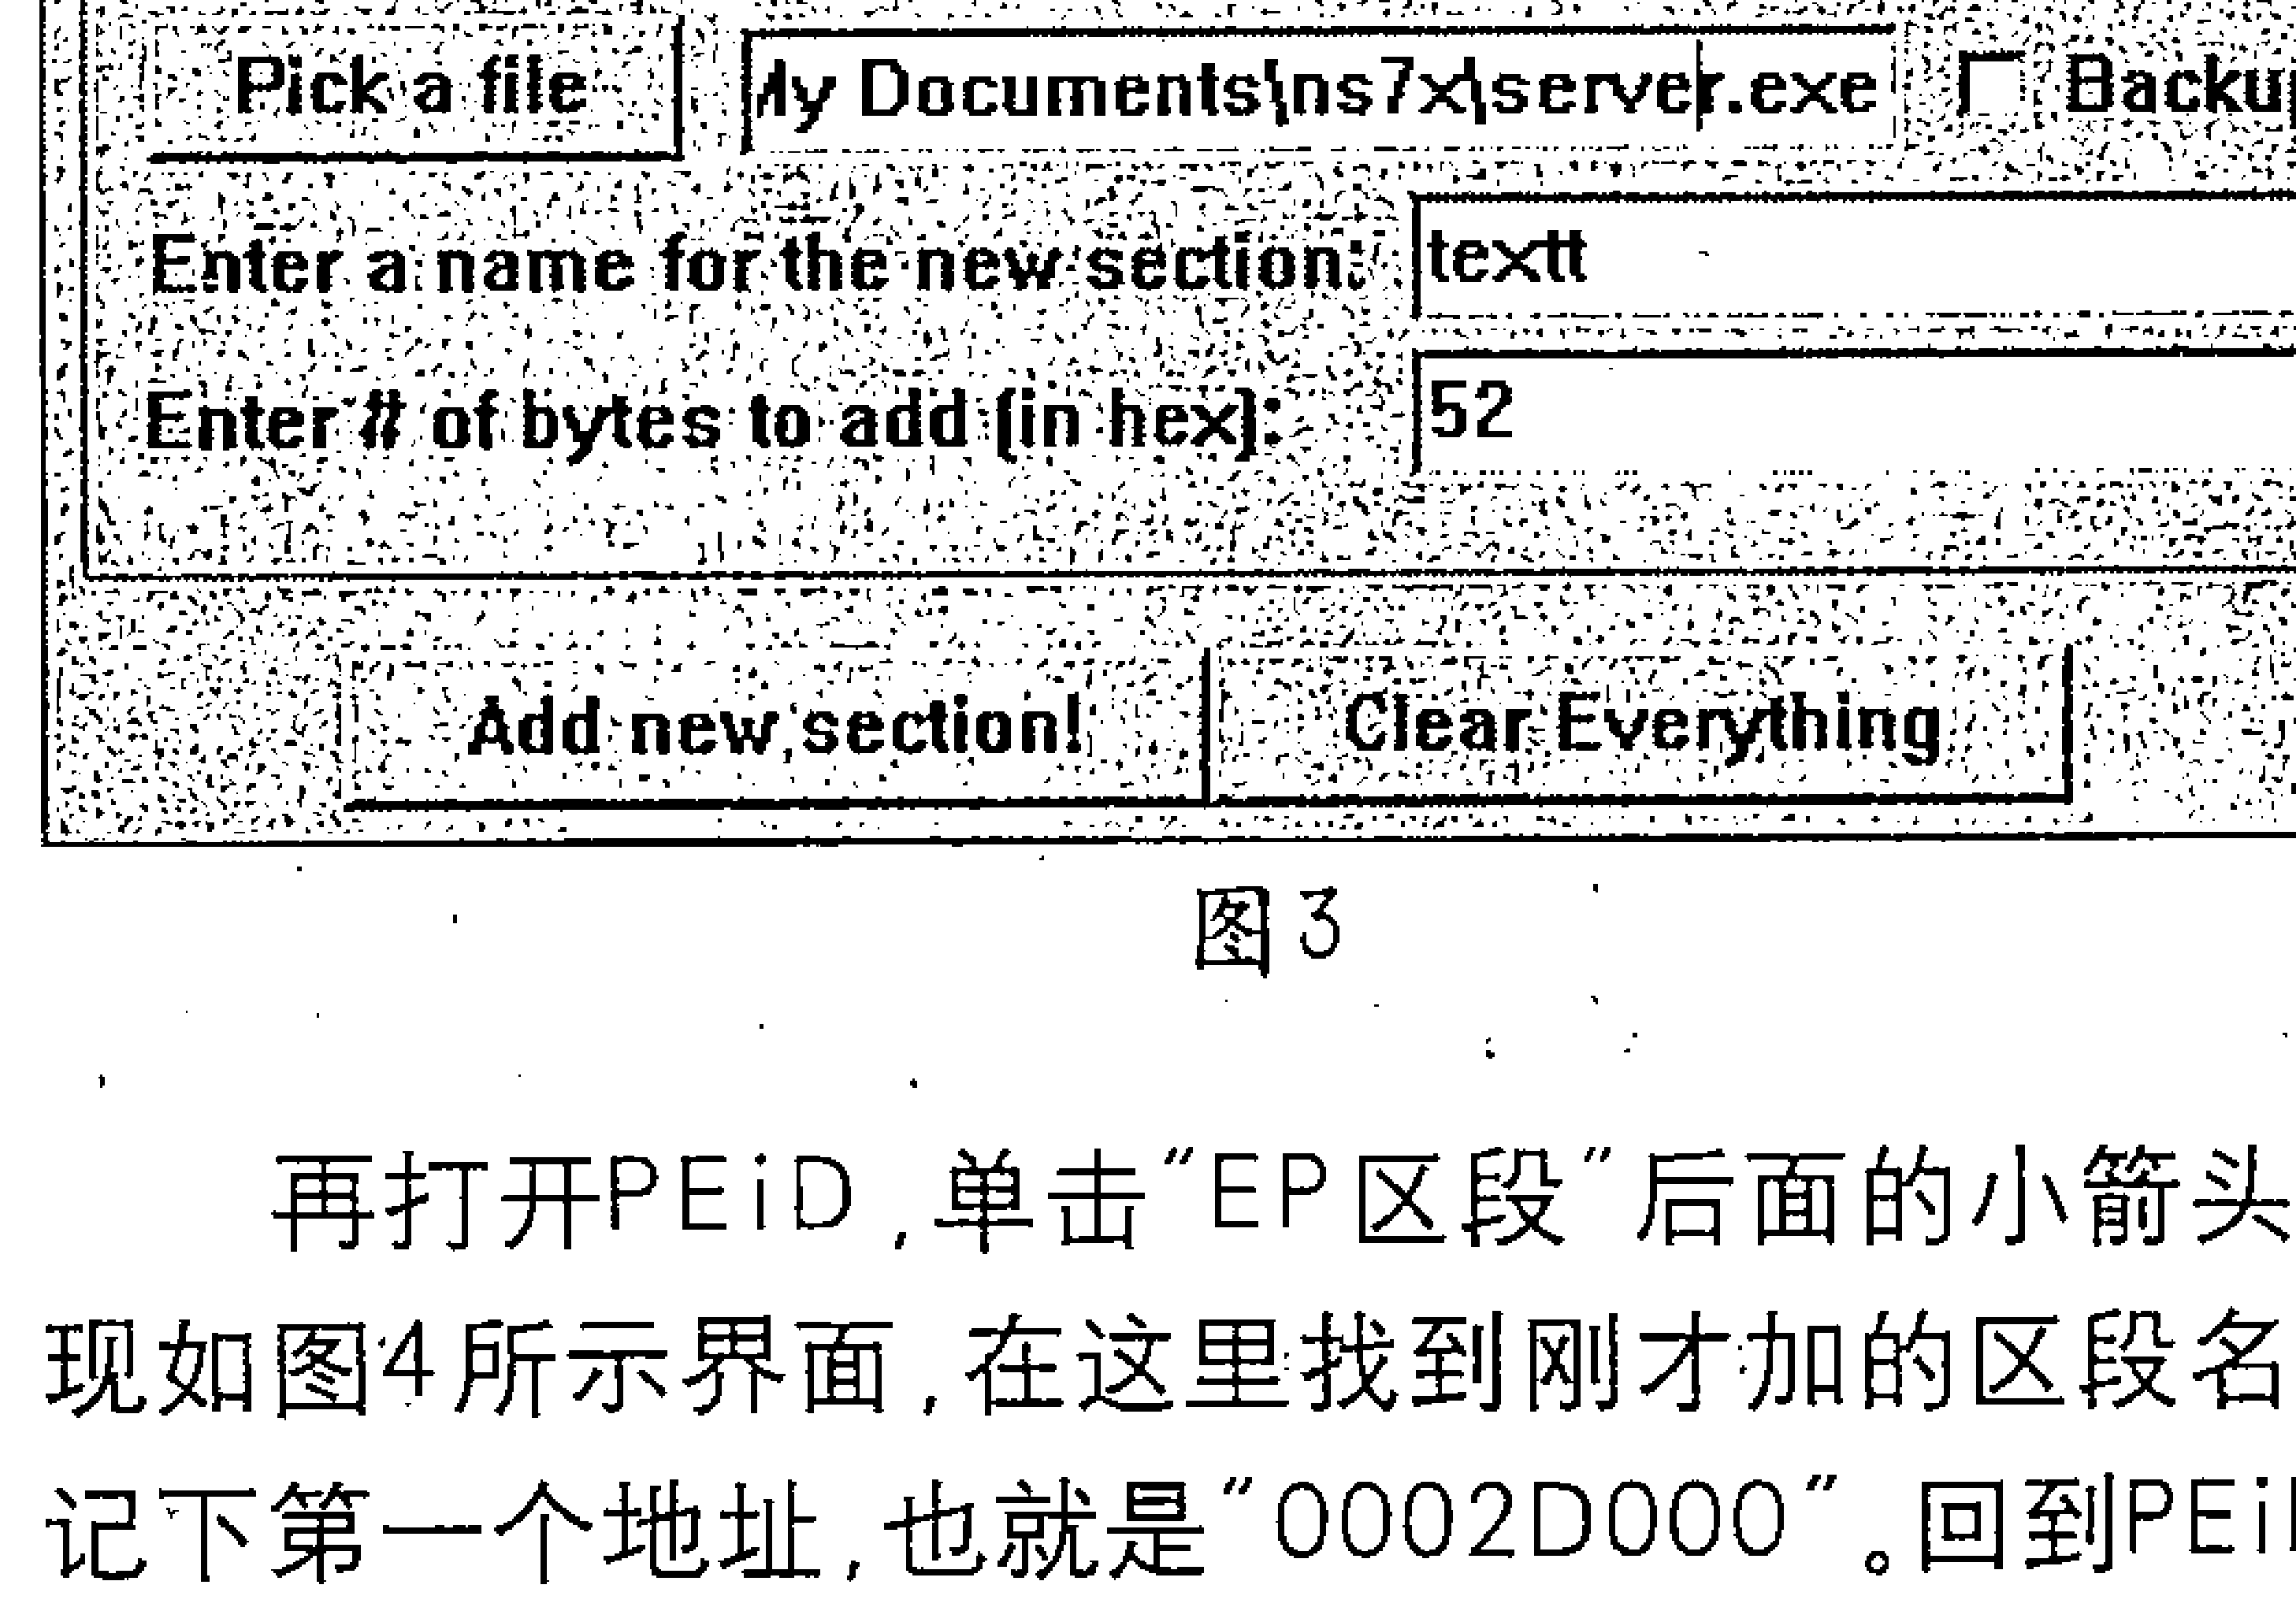 Pick a file My Documents\ns7x\server.exe Backup
Enter a name for the new section: textt
Enter # of bytes to add (in hex): 52
Add new section! Clear Everything
图3
再打开PEiD,单击"EP区段"后面的小箭头
现如图4所示界面,在这里找到刚才加的区段名
记下第一个地址,也就是"0002D000"。回到PEi